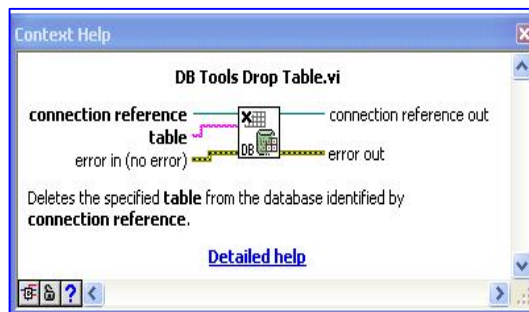 Context Help
DB Tools Drop Table.vi
connection reference
connection reference out
table
DB
error in (no error)
error out
Deletes the specified table from the database identified by
connection reference.
Detailed help
?